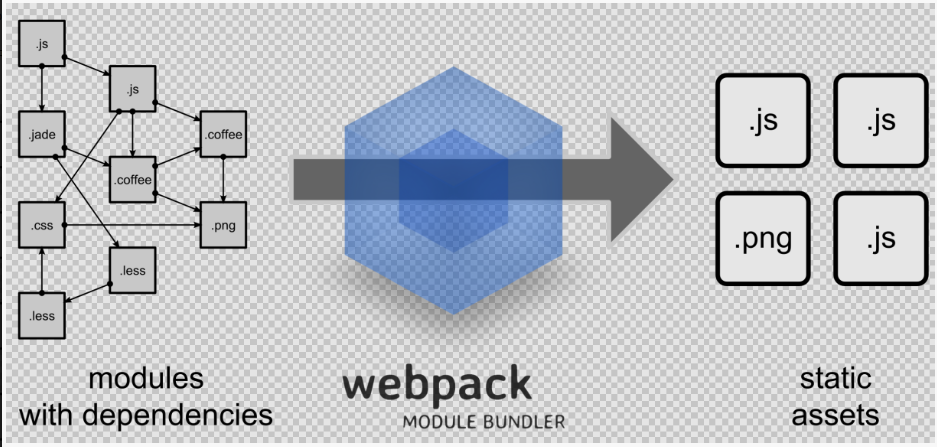 .js
.js
.jade
.coffee
.coffee
.css
.png
.less
.less
modules
with dependencies
webpack
MODULE BUNDLER
.js
.js
.png
.js
static
assets